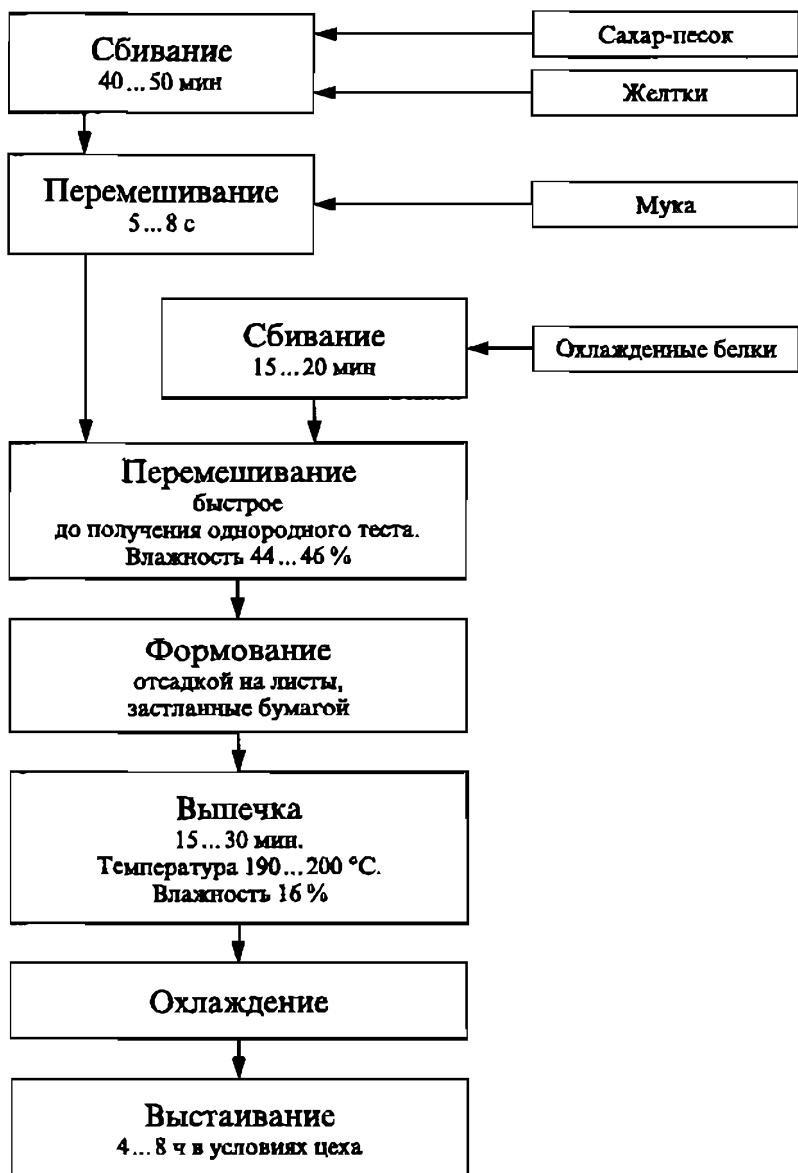 Сбивание
40...50 мин
Сахар-песок
Желтки
Перемешивание
5...8 с
Мука
Сбивание
15...20 мин
Охлажденные белки
Перемешивание
быстрое
до получения однородного теста.
Влажность 44...46 %
Формование
отсадкой на листы,
застланные бумагой
Выпечка
15...30 мин.
Температура 190...200 °С.
Влажность 16 %
Охлаждение
Выстаивание
4...8 ч в условиях цеха